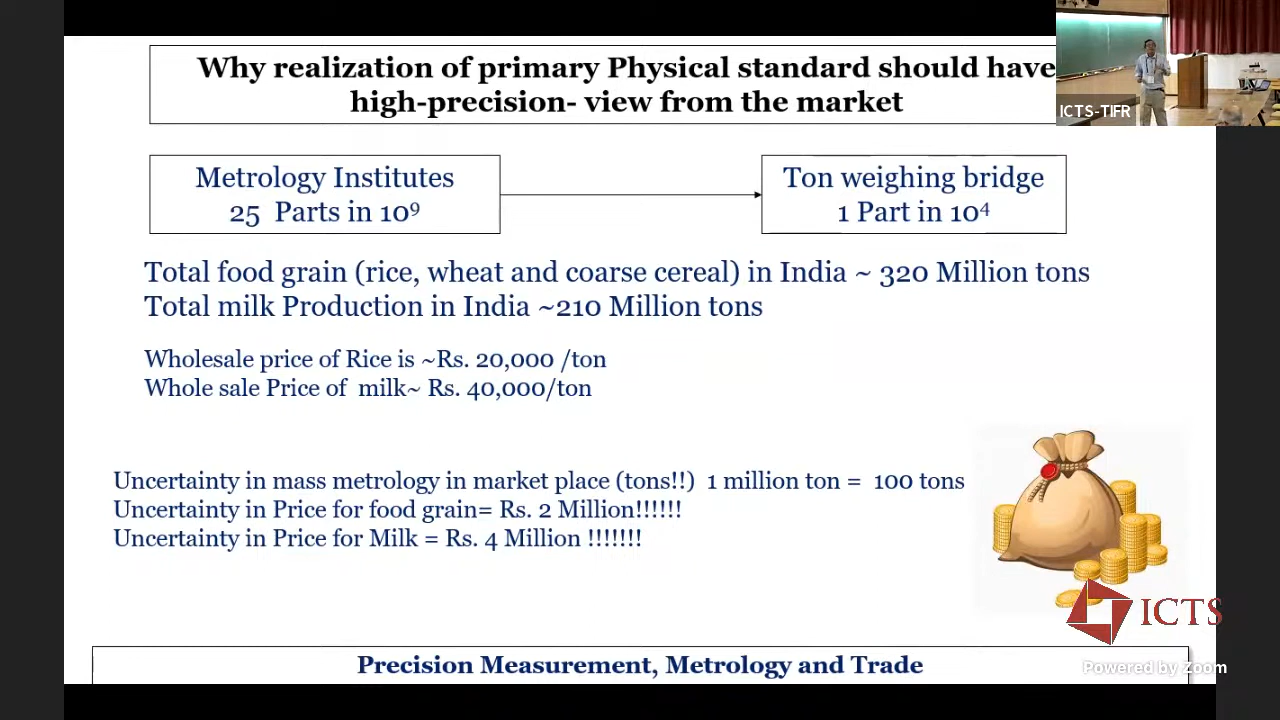 Why realization of primary Physical standard should have
high-precision- view from the market
ICTS-TIFR
Metrology Institutes
25 Parts in 10⁹
Ton weighing bridge
1 Part in 10⁴
Total food grain (rice, wheat and coarse cereal) in India ~ 320 Million tons
Total milk Production in India ~210 Million tons
Wholesale price of Rice is ~Rs. 20,000 /ton
Whole sale Price of milk~ Rs. 40,000/ton
Uncertainty in mass metrology in market place (tons!!) 1 million ton = 100 tons
Uncertainty in Price for food grain= Rs. 2 Million!!!!!!
Uncertainty in Price for Milk = Rs. 4 Million !!!!!!!
ICTS
Precision Measurement, Metrology and Trade
Powered by Zoom